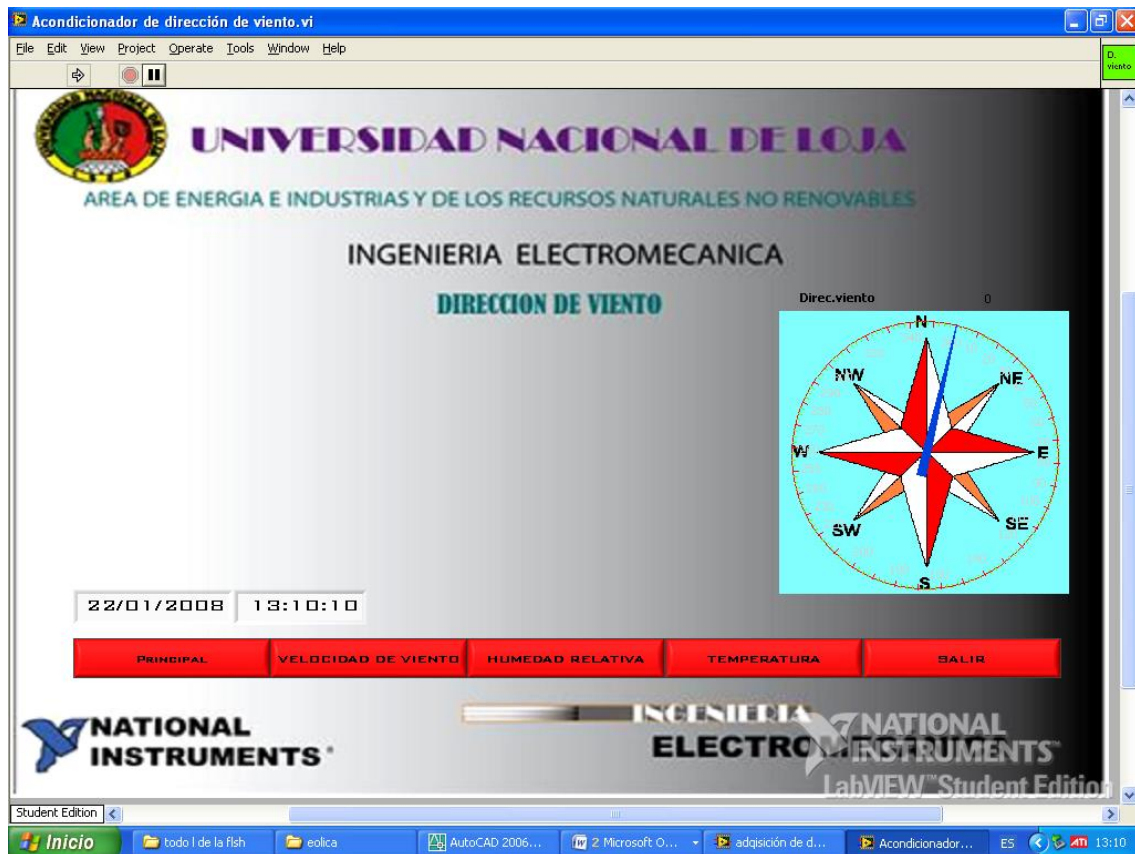 Acondicionador de dirección de viento.vi
File Edit View Project Operate Tools Window Help
D.
viento
UNIVERSIDAD NACIONAL DE LOJA
AREA DE ENERGIA E INDUSTRIAS Y DE LOS RECURSOS NATURALES NO RENOVABLES
INGENIERIA ELECTROMECANICA
DIRECCION DE VIENTO
Direc.viento 0
N
NW NE
W E
SW SE
S
22/01/2008 13:10:10
PRINCIPAL VELOCIDAD DE VIENTO HUMEDAD RELATIVA TEMPERATURA SALIR
NATIONAL
INSTRUMENTS
INGENIERIA
NATIONAL
INSTRUMENTS™
LabVIEW™ Student Edition
Student Edition
Inicio todo l de la flsh eolica AutoCAD 2006... 2 Microsoft O... adqisición de d... Acondicionador... ES ATI 13:10